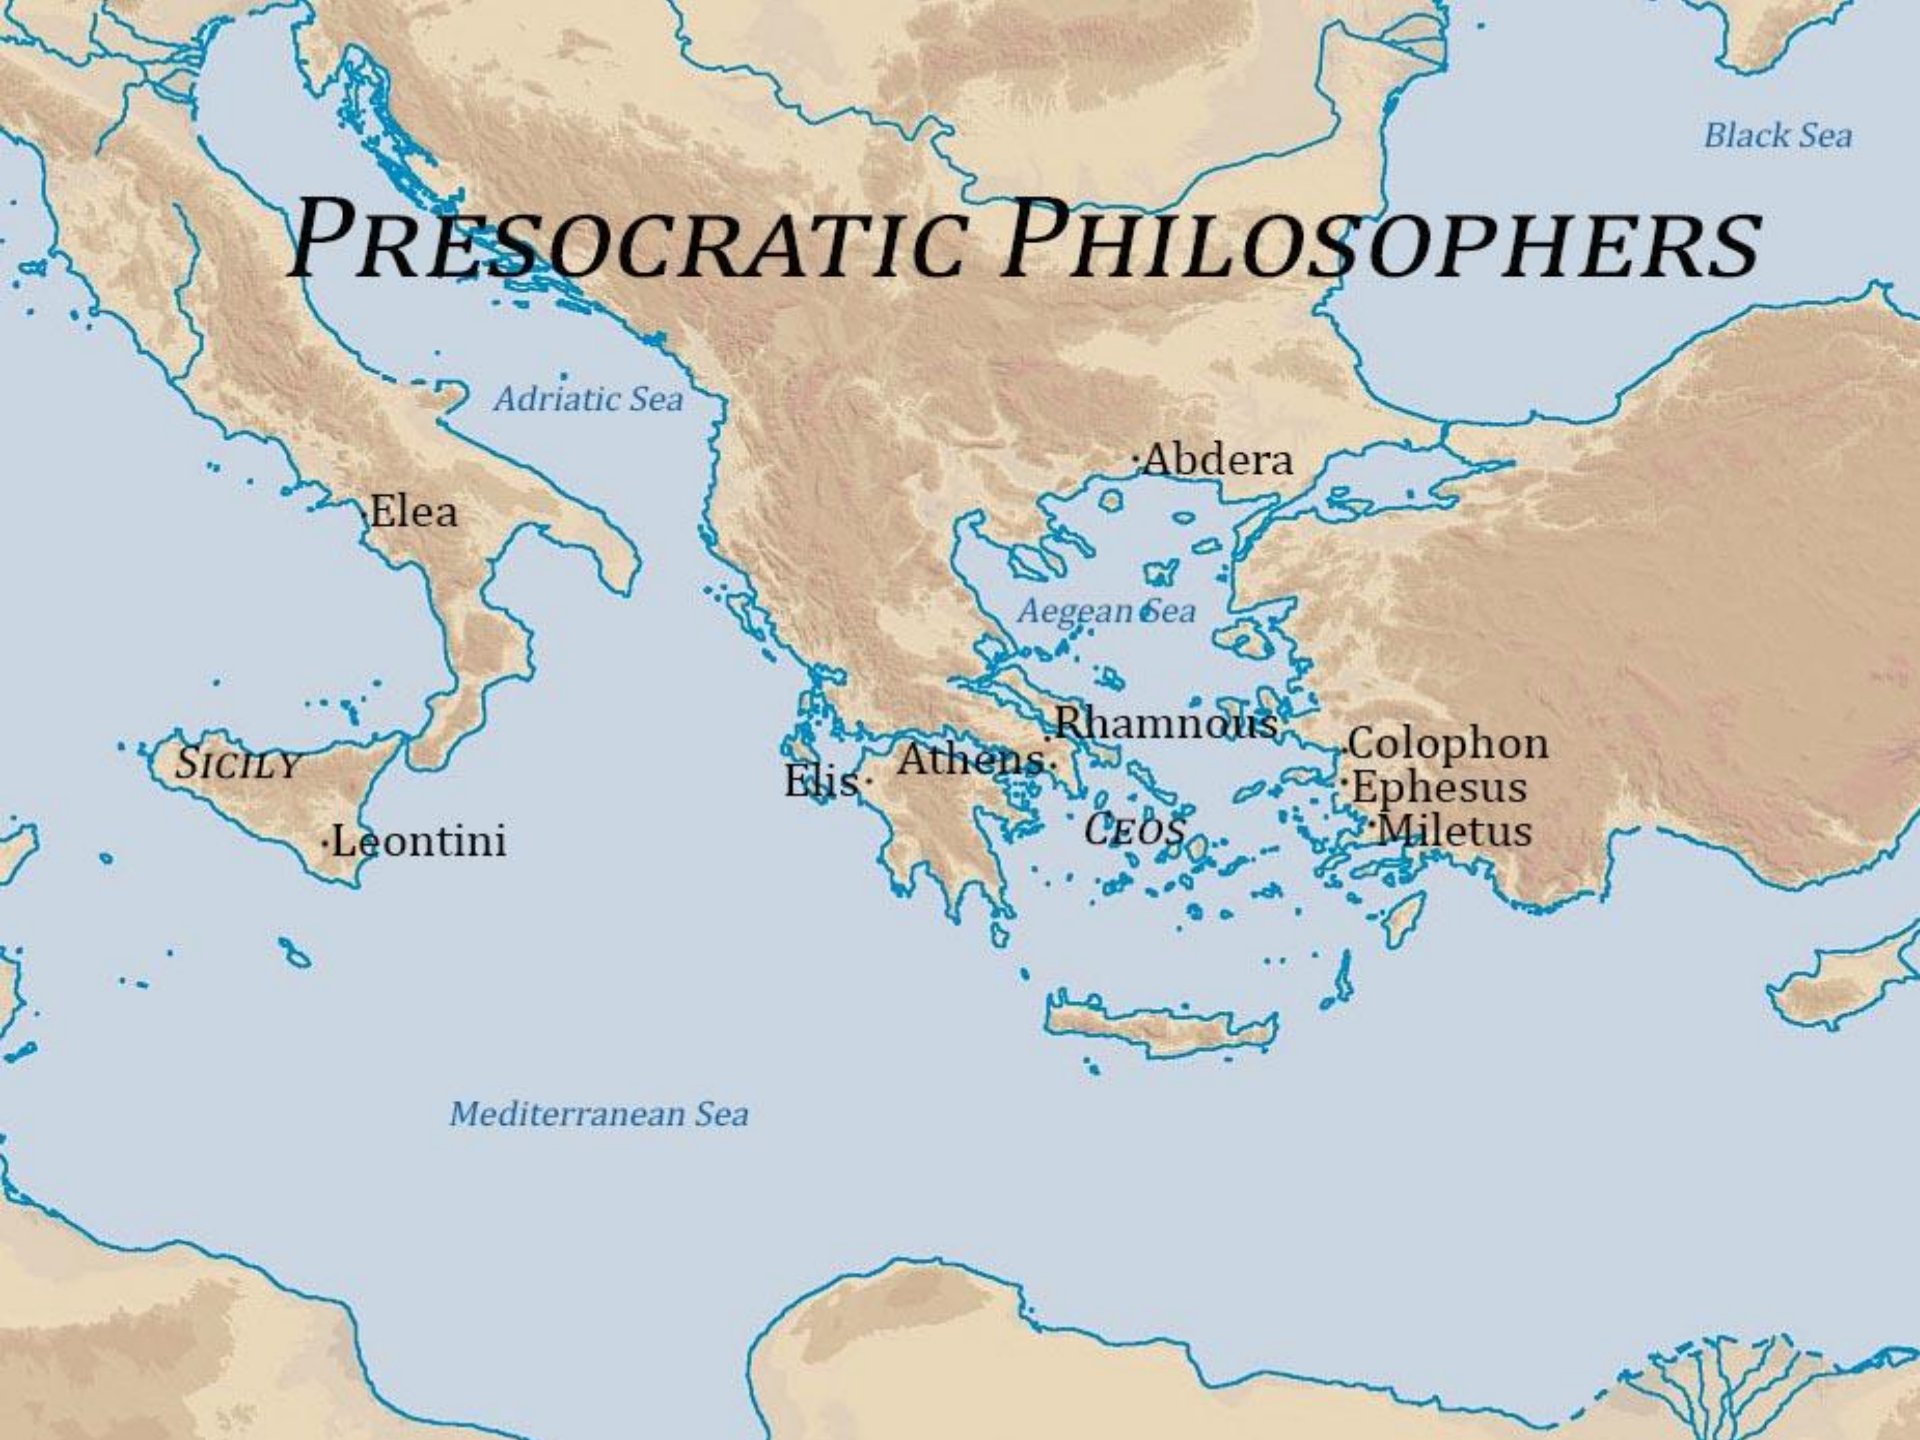 Black Sea
PRESOCRATIC PHILOSOPHERS
Adriatic Sea
Abdera
Elea
Aegean Sea
Rhamnous
Colophon
SICILY
Athens
Elis
Ephesus
CEOS
Miletus
Leontini
Mediterranean Sea